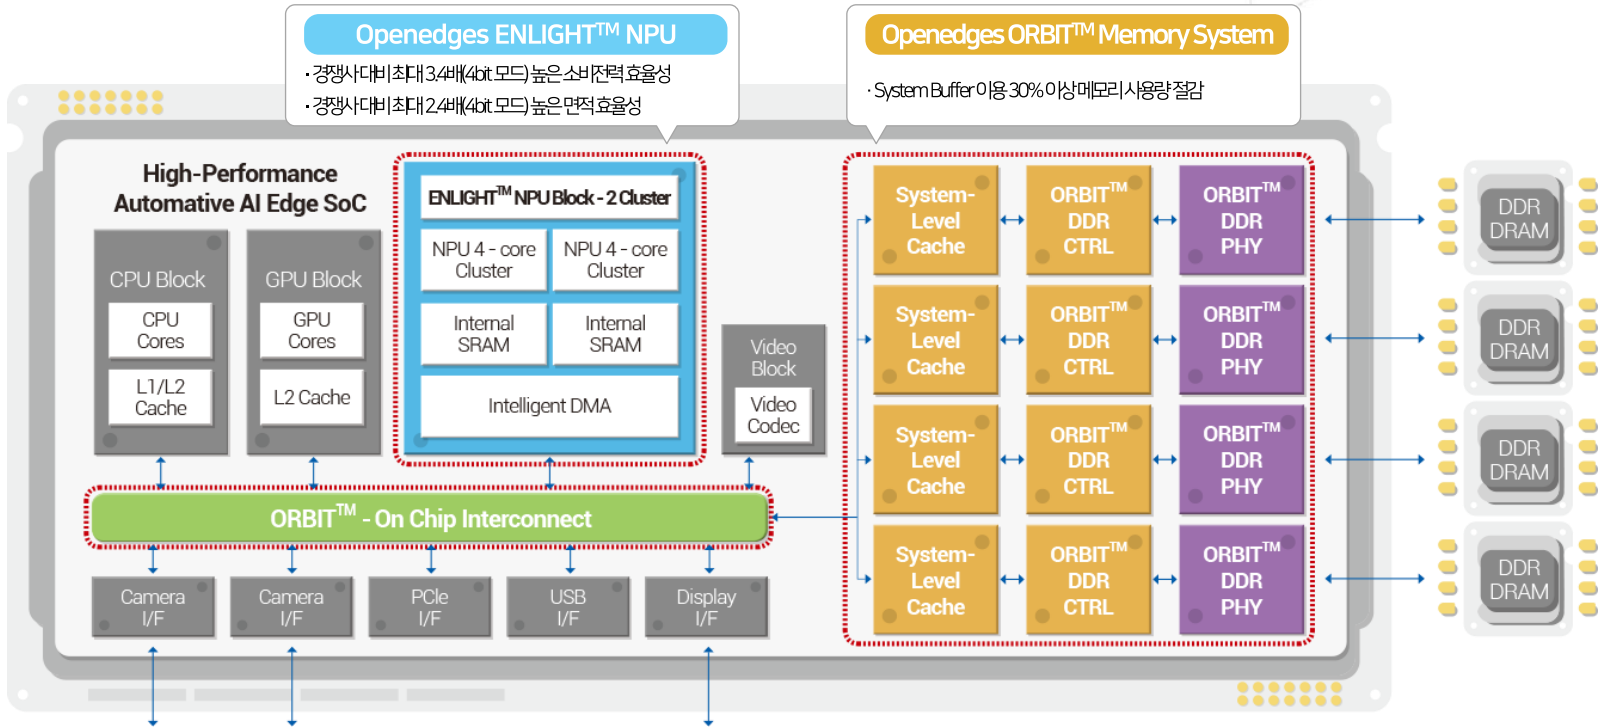 Openedges ENLIGHT™ NPU
· 경쟁사 대비 최대 3.4배(4bit 모드) 높은 소비전력 효율성
· 경쟁사 대비 최대 2.4배(4bit 모드) 높은 면적 효율성
Openedges ORBIT™ Memory System
· System Buffer 이용 30% 이상 메모리 사용량 절감
High-Performance
Automative AI Edge SoC
CPU Block
CPU
Cores
L1/L2
Cache
GPU Block
GPU
Cores
L2 Cache
ENLIGHT™ NPU Block - 2 Cluster
NPU 4 - core
Cluster
NPU 4 - core
Cluster
Internal
SRAM
Internal
SRAM
Intelligent DMA
Video
Block
Video
Codec
ORBIT™ - On Chip Interconnect
Camera
I/F
Camera
I/F
PCIe
I/F
USB
I/F
Display
I/F
System-
Level
Cache
ORBIT™
DDR
CTRL
ORBIT™
DDR
PHY
DDR
DRAM
System-
Level
Cache
ORBIT™
DDR
CTRL
ORBIT™
DDR
PHY
DDR
DRAM
System-
Level
Cache
ORBIT™
DDR
CTRL
ORBIT™
DDR
PHY
DDR
DRAM
System-
Level
Cache
ORBIT™
DDR
CTRL
ORBIT™
DDR
PHY
DDR
DRAM